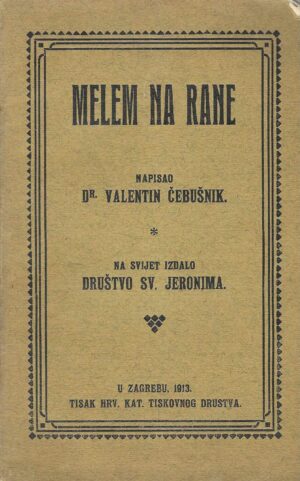 MELEM NA RANE
NAPISAO
DR. VALENTIN ČEBUŠNIK.
*
NA SVIJET IZDALO
DRUŠTVO SV. JERONIMA.
U ZAGREBU, 1913.
TISAK HRV. KAT. TISKOVNOG DRUSTVA.